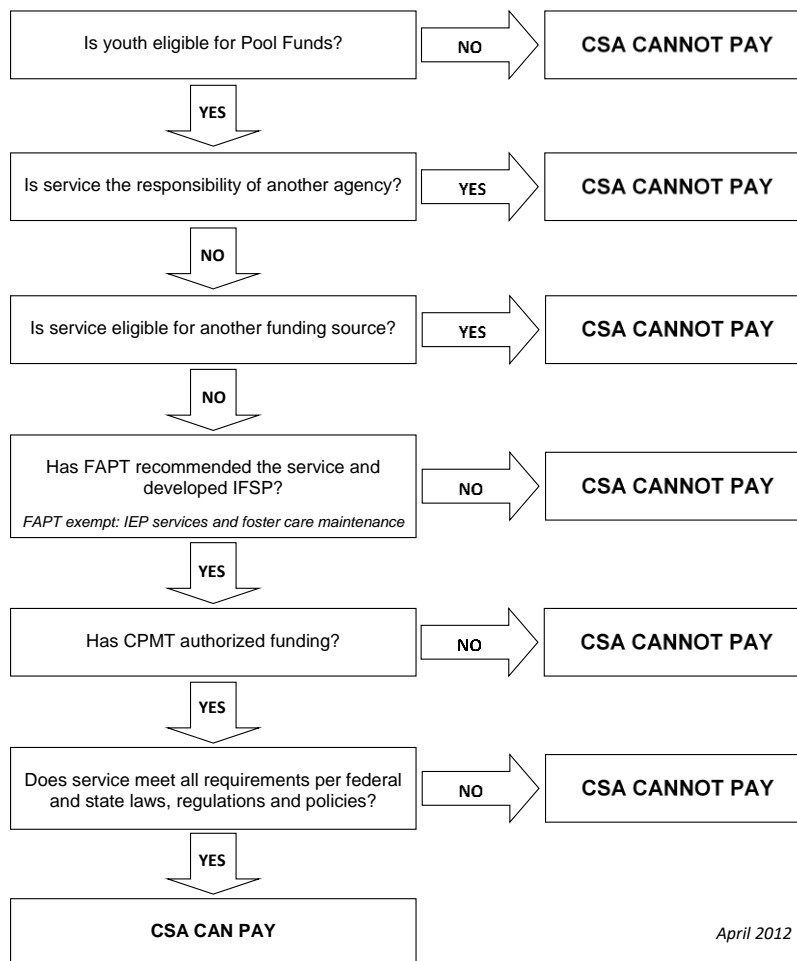 Is youth eligible for Pool Funds?
NO
CSA CANNOT PAY
YES
Is service the responsibility of another agency?
YES
CSA CANNOT PAY
NO
Is service eligible for another funding source?
YES
CSA CANNOT PAY
NO
Has FAPT recommended the service and
developed IFSP?
FAPT exempt: IEP services and foster care maintenance
NO
CSA CANNOT PAY
YES
Has CPMT authorized funding?
NO
CSA CANNOT PAY
YES
Does service meet all requirements per federal
and state laws, regulations and policies?
NO
CSA CANNOT PAY
YES
CSA CAN PAY
April 2012